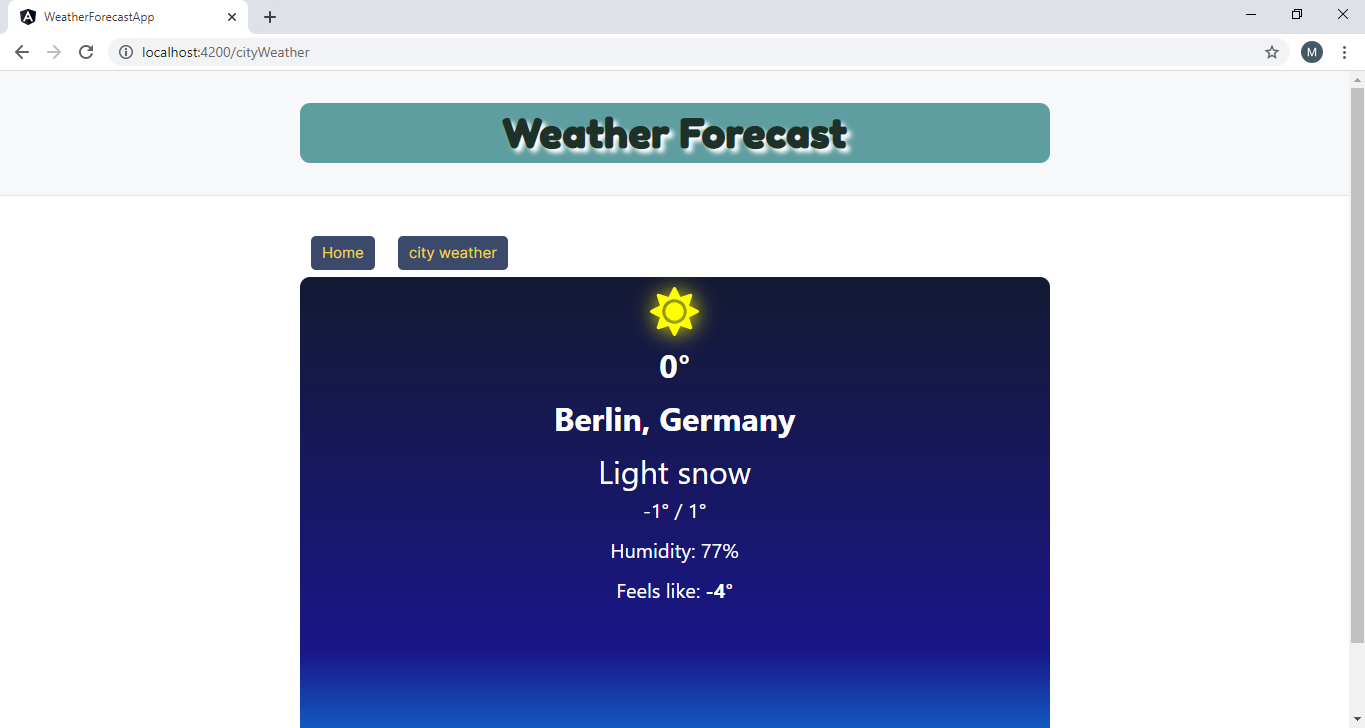 WeatherForecastApp
localhost:4200/cityWeather
M
Weather Forecast
Home city weather
0°
Berlin, Germany
Light snow
-1° / 1°
Humidity: 77%
Feels like: -4°